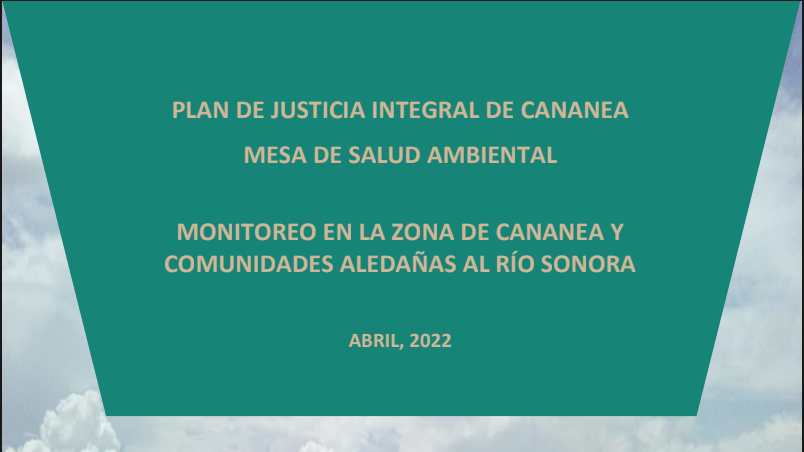 PLAN DE JUSTICIA INTEGRAL DE CANANEA
MESA DE SALUD AMBIENTAL
MONITOREO EN LA ZONA DE CANANEA Y
COMUNIDADES ALEDAÑAS AL RÍO SONORA
ABRIL, 2022